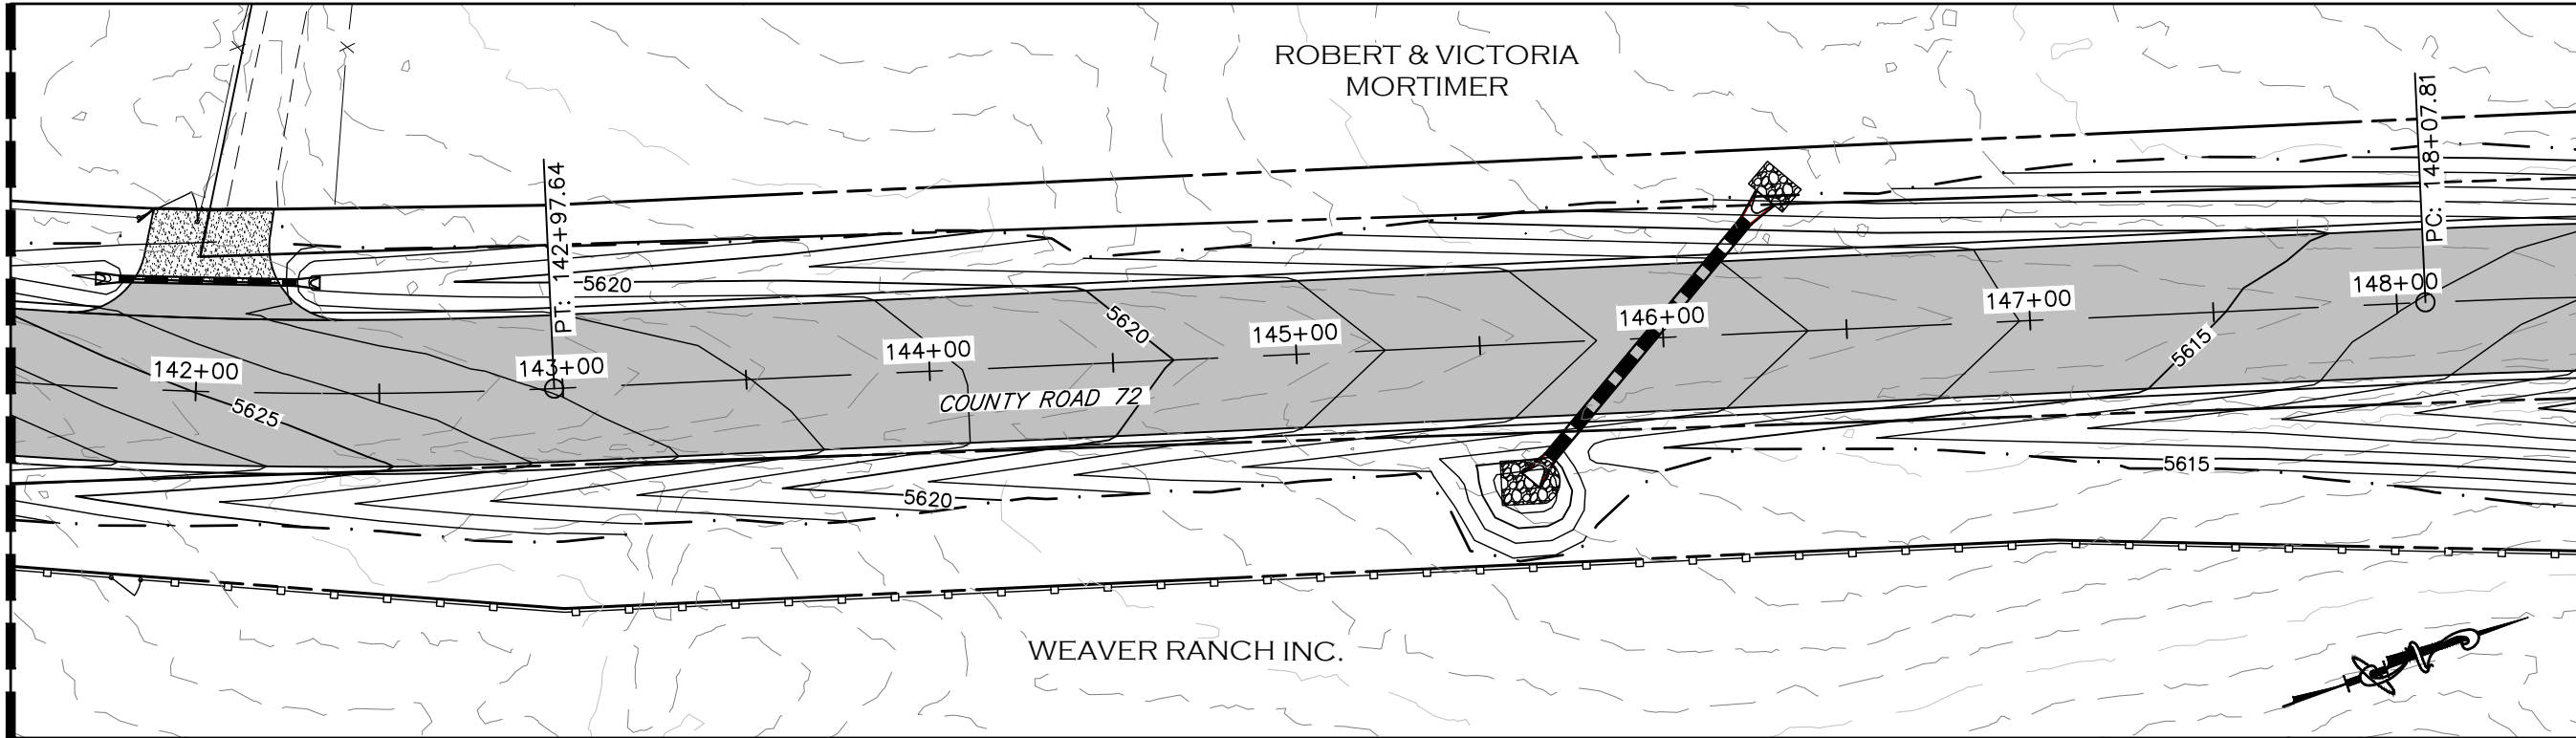 ROBERT & VICTORIA
MORTIMER
PT: 142+97.64
PC: 148+07.81
5620
142+00
143+00
144+00
5620
145+00
146+00
147+00
148+00
5625
COUNTY ROAD 72
5615
5620
5615
WEAVER RANCH INC.
N